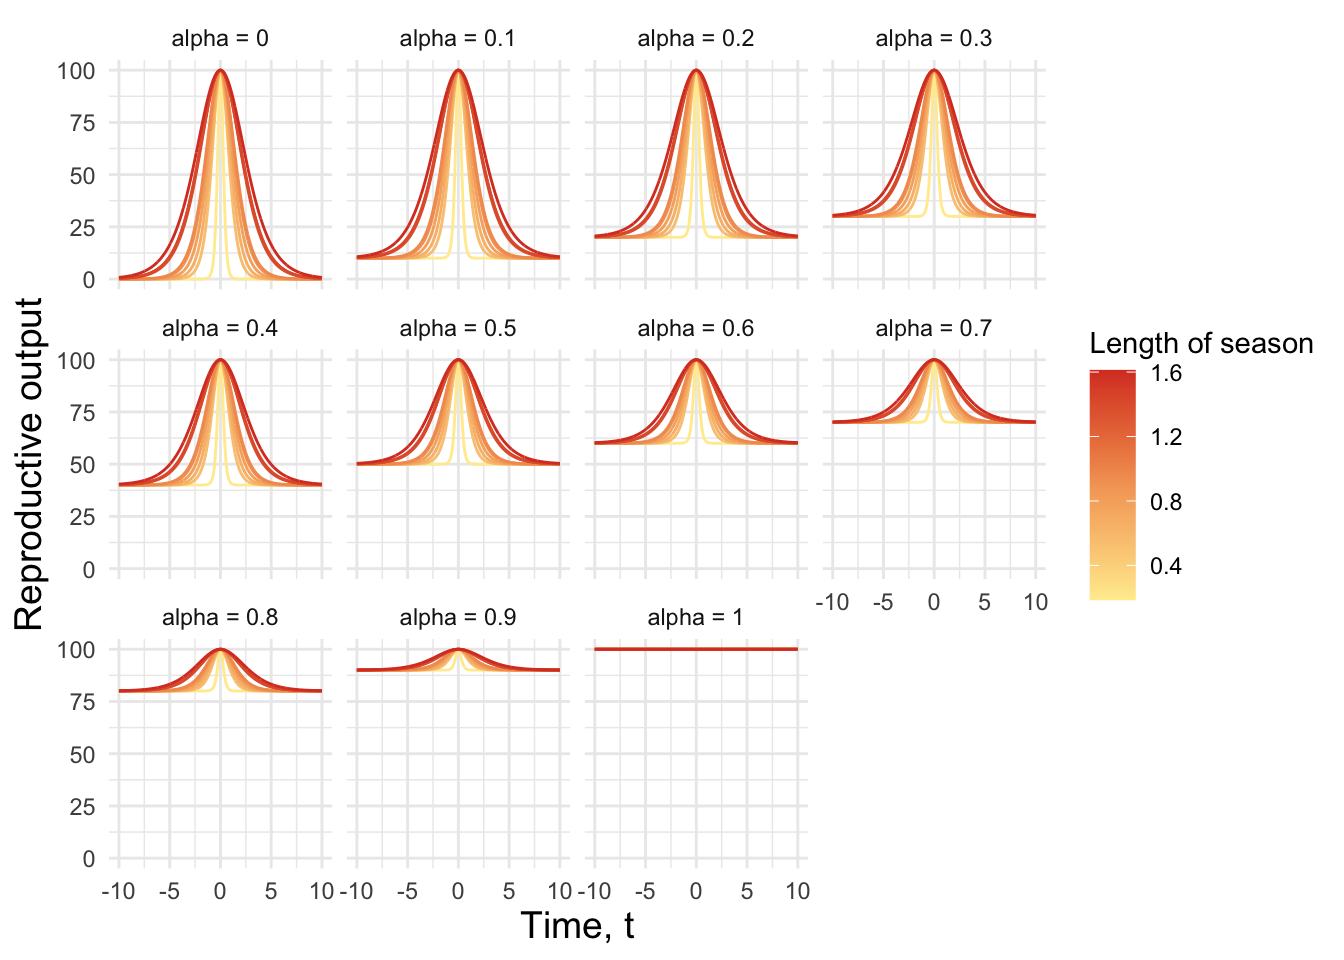 alpha = 0
alpha = 0.1
alpha = 0.2
alpha = 0.3
100
75
50
25
0
alpha = 0.4
alpha = 0.5
alpha = 0.6
alpha = 0.7
100
75
50
25
0
-10 -5 0 5 10
alpha = 0.8
alpha = 0.9
alpha = 1
100
75
50
25
0
-10 -5 0 5 10
-10 -5 0 5 10
-10 -5 0 5 10
Time, t
Reproductive output
Length of season
1.6
1.2
0.8
0.4